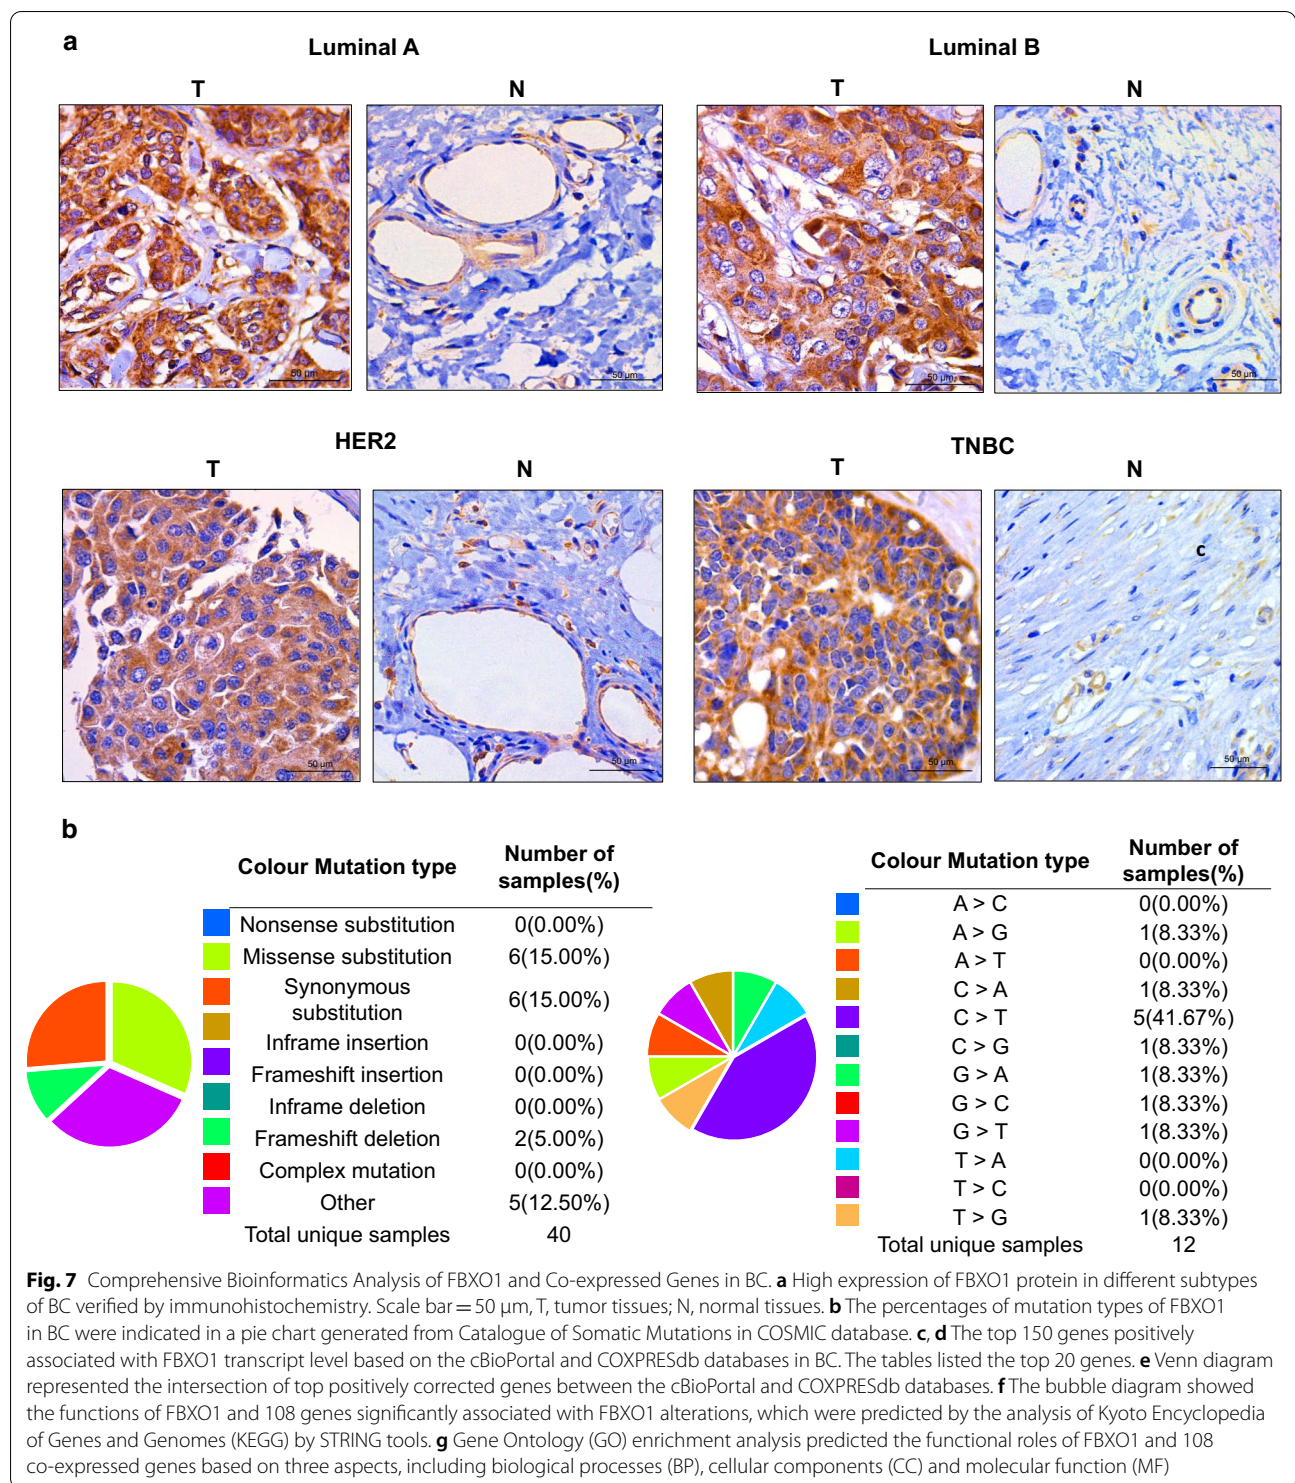 a
Luminal A
Luminal B
T
N
T
N
50 µm
50 µm
50 µm
50 µm
HER2
TNBC
T
N
T
N
c
50 µm
50 µm
50 µm
50 µm
b
Colour Mutation type Number of samples(%)
Nonsense substitution 0(0.00%)
Missense substitution 6(15.00%)
Synonymous substitution 6(15.00%)
Inframe insertion 0(0.00%)
Frameshift insertion 0(0.00%)
Inframe deletion 0(0.00%)
Frameshift deletion 2(5.00%)
Complex mutation 0(0.00%)
Other 5(12.50%)
Total unique samples 40
Colour Mutation type Number of samples(%)
A > C 0(0.00%)
A > G 1(8.33%)
A > T 0(0.00%)
C > A 1(8.33%)
C > T 5(41.67%)
C > G 1(8.33%)
G > A 1(8.33%)
G > C 1(8.33%)
G > T 1(8.33%)
T > A 0(0.00%)
T > C 0(0.00%)
T > G 1(8.33%)
Total unique samples 12
Fig. 7 Comprehensive Bioinformatics Analysis of FBXO1 and Co-expressed Genes in BC. a High expression of FBXO1 protein in different subtypes
of BC verified by immunohistochemistry. Scale bar = 50 µm, T, tumor tissues; N, normal tissues. b The percentages of mutation types of FBXO1
in BC were indicated in a pie chart generated from Catalogue of Somatic Mutations in COSMIC database. c, d The top 150 genes positively
associated with FBXO1 transcript level based on the cBioPortal and COXPRESdb databases in BC. The tables listed the top 20 genes. e Venn diagram
represented the intersection of top positively corrected genes between the cBioPortal and COXPRESdb databases. f The bubble diagram showed
the functions of FBXO1 and 108 genes significantly associated with FBXO1 alterations, which were predicted by the analysis of Kyoto Encyclopedia
of Genes and Genomes (KEGG) by STRING tools. g Gene Ontology (GO) enrichment analysis predicted the functional roles of FBXO1 and 108
co-expressed genes based on three aspects, including biological processes (BP), cellular components (CC) and molecular function (MF)